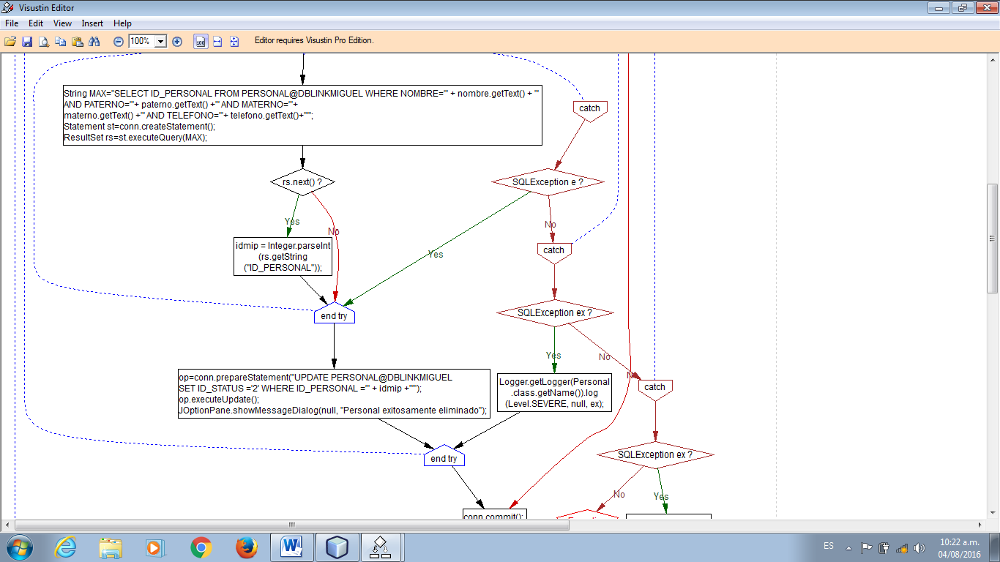 Visustin Editor
File Edit View Insert Help
100%
Editor requires Visustin Pro Edition.
String MAX="SELECT ID_PERSONAL FROM PERSONAL@DBLINKMIGUEL WHERE NOMBRE='" + nombre.getText() + "'
AND PATERNO='"+ paterno.getText() +"' AND MATERNO='"+
materno.getText() +"' AND TELEFONO='"+ telefono.getText()+"'";
Statement st=conn.createStatement();
ResultSet rs=st.executeQuery(MAX);
catch
rs.next() ?
SQLException e ?
Yes
No
No
idmip = Integer.parseInt
(rs.getString
("ID_PERSONAL"));
Yes
catch
end try
SQLException ex ?
Yes
No
op=conn.prepareStatement("UPDATE PERSONAL@DBLINKMIGUEL
SET ID_STATUS ='2' WHERE ID_PERSONAL ='" + idmip +"'");
op.executeUpdate();
JOptionPane.showMessageDialog(null, "Personal exitosamente eliminado");
Logger.getLogger(Personal
.class.getName()).log
(Level.SEVERE, null, ex);
catch
end try
SQLException ex ?
No
Yes
conn.commit();
ES
10:22 a.m.
04/08/2016